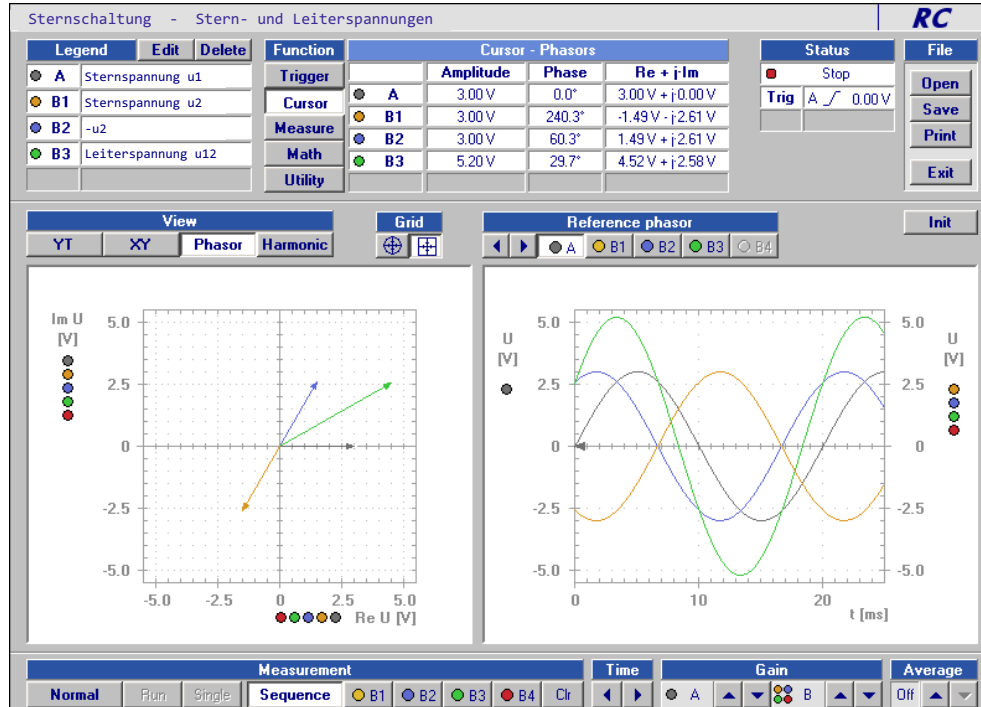 Sternschaltung - Stern- und Leiterspannungen RC
Legend Edit Delete Function Cursor - Phasors Status File
Amplitude Phase Re + j·Im
A Sternspannung u1
B1 Sternspannung u2
B2 -u2
B3 Leiterspannung u12
Trigger
Cursor
Measure
Math
Utility
A 3.00 V 0.0° 3.00 V + j·0.00 V
B1 3.00 V 240.3° -1.49 V - j·2.61 V
B2 3.00 V 60.3° 1.49 V + j·2.61 V
B3 5.20 V 29.7° 4.52 V + j·2.58 V
Stop
Trig A 0.00 V
Open
Save
Print
Exit
View Grid Reference phasor Init
YT XY Phasor Harmonic A B1 B2 B3 B4
Im U
[V]
5.0
2.5
0
-2.5
-5.0
-5.0 -2.5 0 2.5 5.0
Re U [V]
U
[V]
5.0
2.5
0
-2.5
-5.0
0 10 20
t [ms]
5.0
2.5
0
-2.5
-5.0
U
[V]
Measurement Time Gain Average
Normal Run Single Sequence B1 B2 B3 B4 Clr A B Off